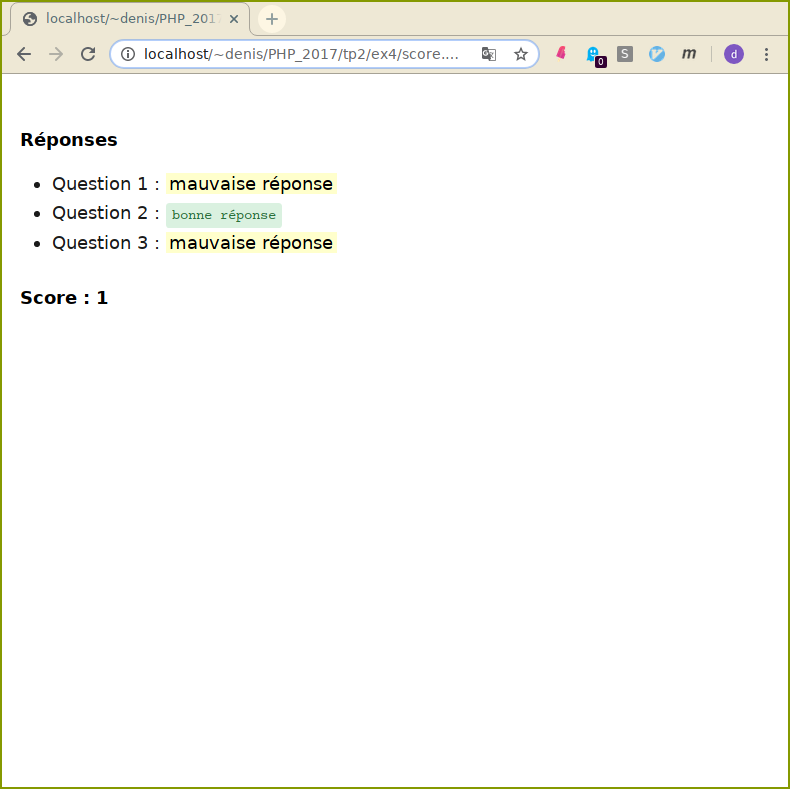 localhost/~denis/PHP_2017
localhost/~denis/PHP_2017/tp2/ex4/score....
0
S
m
d
Réponses
Question 1 : mauvaise réponse
Question 2 : bonne réponse
Question 3 : mauvaise réponse
Score : 1